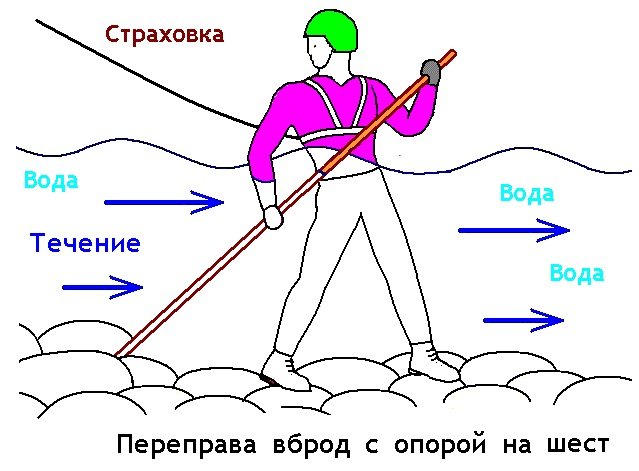 Страховка
Вода
Вода
Течение
Вода
Переправа вброд с опорой на шест